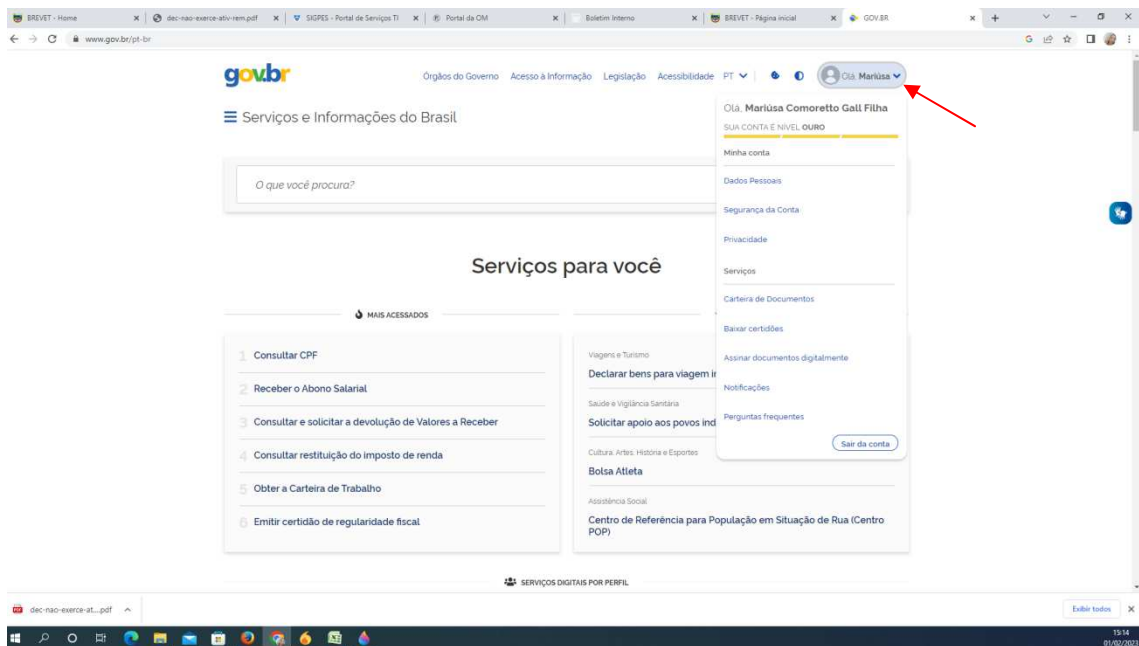 BREVET - Home
dec-nao-exerce-ativ-rem.pdf
SIGPES - Portal de Serviços TI
Portal da OM
Boletim Interno
BREVET - Página inicial
GOV.BR
www.gov.br/pt-br
gov.br
Órgãos do Governo Acesso à Informação Legislação Acessibilidade PT
Olá, Mariúsa
Serviços e Informações do Brasil
Olá, Mariúsa Comoretto Gall Filha
SUA CONTA É NÍVEL OURO
Minha conta
O que você procura?
Dados Pessoais
Segurança da Conta
Privacidade
Serviços para você
Serviços
Carteira de Documentos
Baixar certidões
Assinar documentos digitalmente
Notificações
Perguntas frequentes
Sair da conta
MAIS ACESSADOS
1 Consultar CPF
2 Receber o Abono Salarial
3 Consultar e solicitar a devolução de Valores a Receber
4 Consultar restituição do imposto de renda
5 Obter a Carteira de Trabalho
6 Emitir certidão de regularidade fiscal
Viagens e Turismo
Declarar bens para viagem
Saúde e Vigilância Sanitária
Solicitar apoio aos povos ind
Cultura, Artes, História e Esportes
Bolsa Atleta
Assistência Social
Centro de Referência para População em Situação de Rua (Centro
POP)
SERVIÇOS DIGITAIS POR PERFIL
dec-nao-exerce-at....pdf
Exibir todos
15:14
01/02/2023